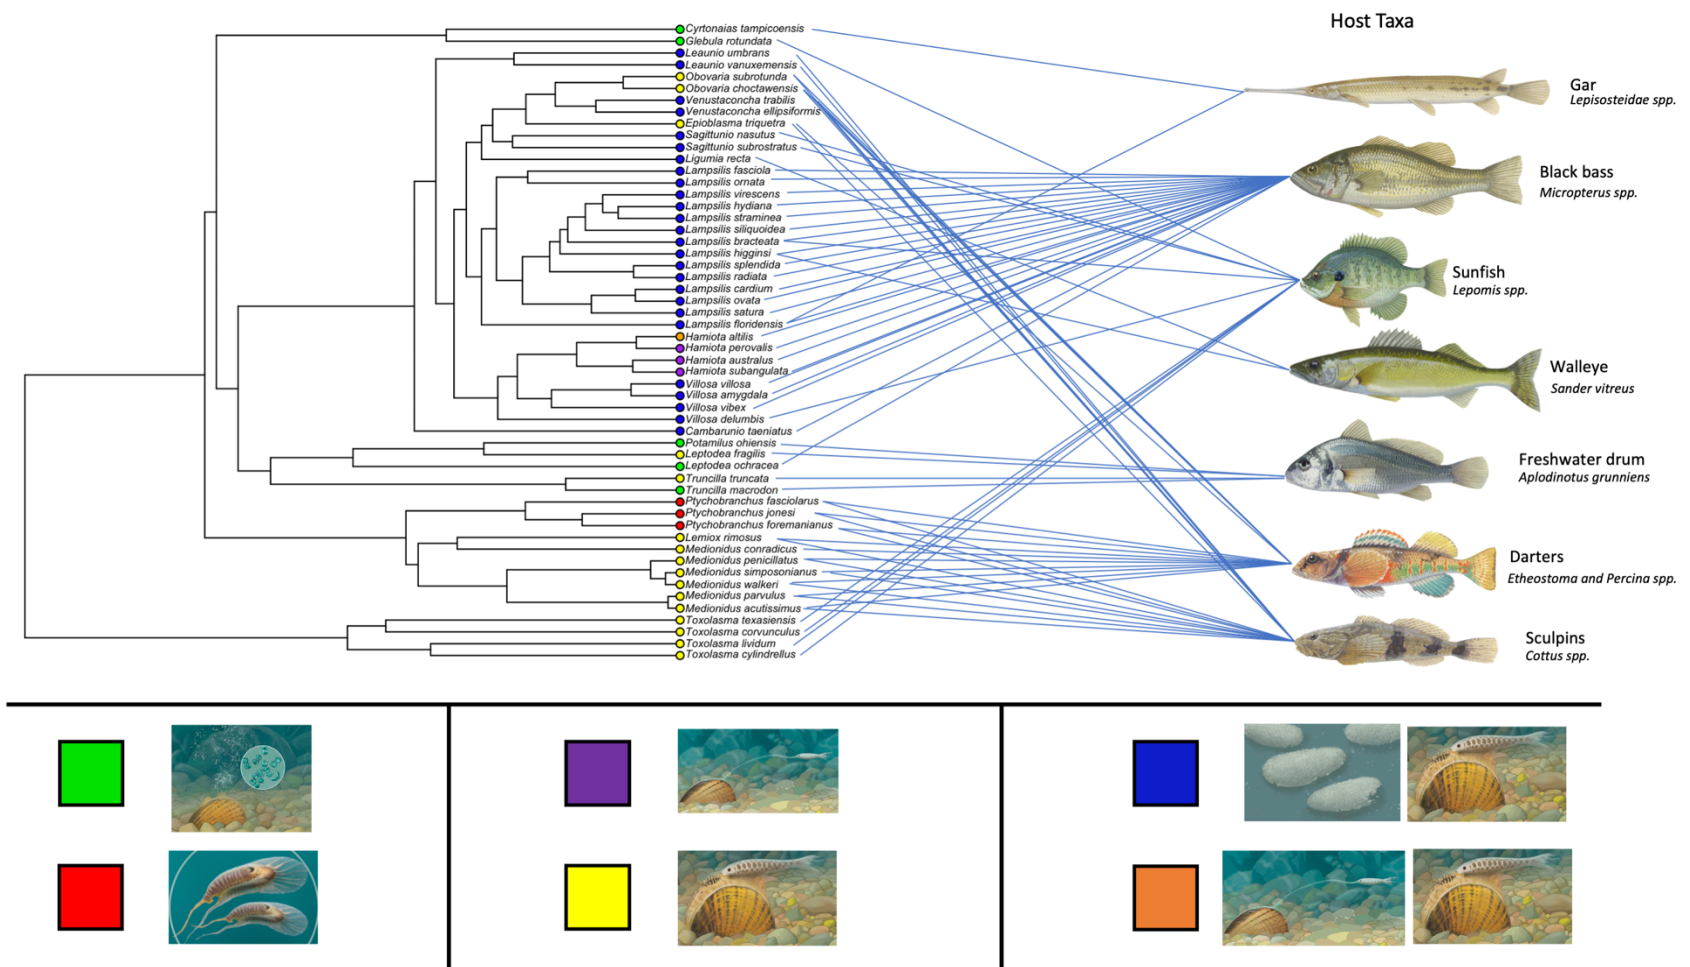 Host Taxa
Cyrtonaias tampicoensis
Glebula rotundata
Leaunio umbrans
Leaunio vanuxemensis
Obovaria subrotunda
Obovaria choctawensis
Venustaconcha trabilis
Venustaconcha ellipsiformis
Epioblasma triquetra
Sagittunio nasutus
Sagittunio subrostratus
Ligumia recta
Lampsilis fasciola
Lampsilis ornata
Lampsilis virescens
Lampsilis hydiana
Lampsilis straminea
Lampsilis siliquoidea
Lampsilis bracteata
Lampsilis higginsi
Lampsilis splendida
Lampsilis radiata
Lampsilis cardium
Lampsilis ovata
Lampsilis satura
Lampsilis floridensis
Hamiota altilis
Hamiota perovalis
Hamiota australus
Hamiota subangulata
Villosa villosa
Villosa amygdala
Villosa vibex
Villosa delumbis
Cambarunio taeniatus
Potamilus ohiensis
Leptodea fragilis
Leptodea ochracea
Truncilla truncata
Truncilla macrodon
Ptychobranchus fasciolarus
Ptychobranchus jonesi
Ptychobranchus foremanianus
Lemiox rimosus
Medionidus conradicus
Medionidus penicillatus
Medionidus simposonianus
Medionidus walkeri
Medionidus parvulus
Medionidus acutissimus
Toxolasma texasiensis
Toxolasma corvunculus
Toxolasma lividum
Toxolasma cylindrellus
Gar
Lepisosteidae spp.
Black bass
Micropterus spp.
Sunfish
Lepomis spp.
Walleye
Sander vitreus
Freshwater drum
Aplodinotus grunniens
Darters
Etheostoma and Percina spp.
Sculpins
Cottus spp.